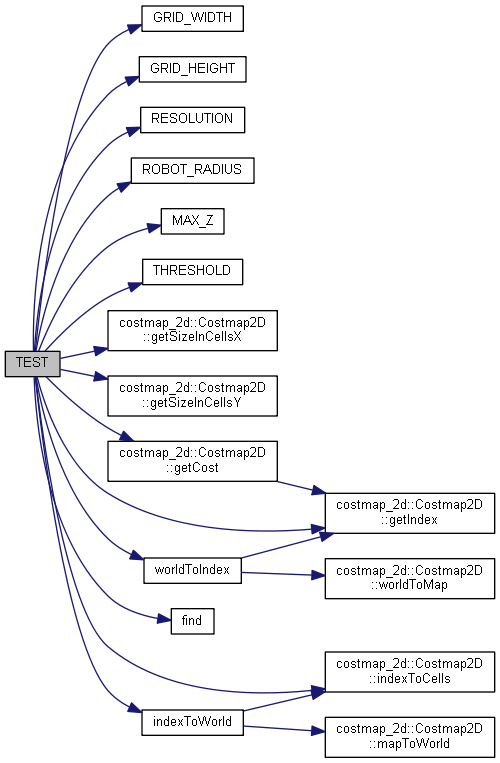 GRID_WIDTH
GRID_HEIGHT
RESOLUTION
ROBOT_RADIUS
MAX_Z
THRESHOLD
costmap_2d::Costmap2D
::getSizeInCellsX
TEST
costmap_2d::Costmap2D
::getSizeInCellsY
costmap_2d::Costmap2D
::getCost
costmap_2d::Costmap2D
::getIndex
worldToIndex
costmap_2d::Costmap2D
::worldToMap
find
costmap_2d::Costmap2D
::indexToCells
indexToWorld
costmap_2d::Costmap2D
::mapToWorld